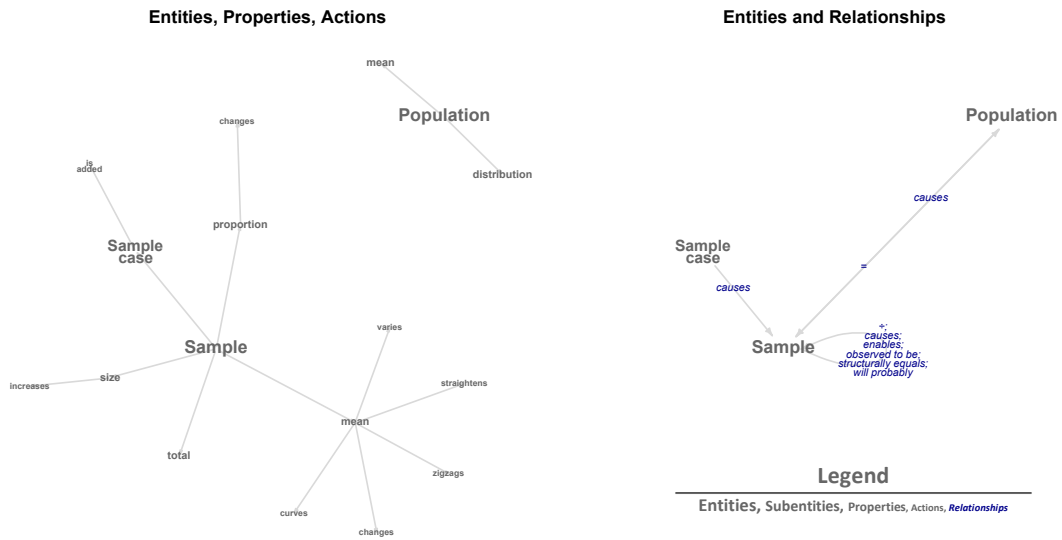 Entities, Properties, Actions
mean
Population
changes
distribution
is
added
proportion
Sample
case
varies
Sample
increases
size
straightens
mean
total
zigzags
curves
changes
Entities and Relationships
Population
causes
Sample
case
=
causes
Sample
+;
causes;
enables;
observed to be;
structurally equals;
will probably
Legend
Entities, Subentities, Properties, Actions, Relationships